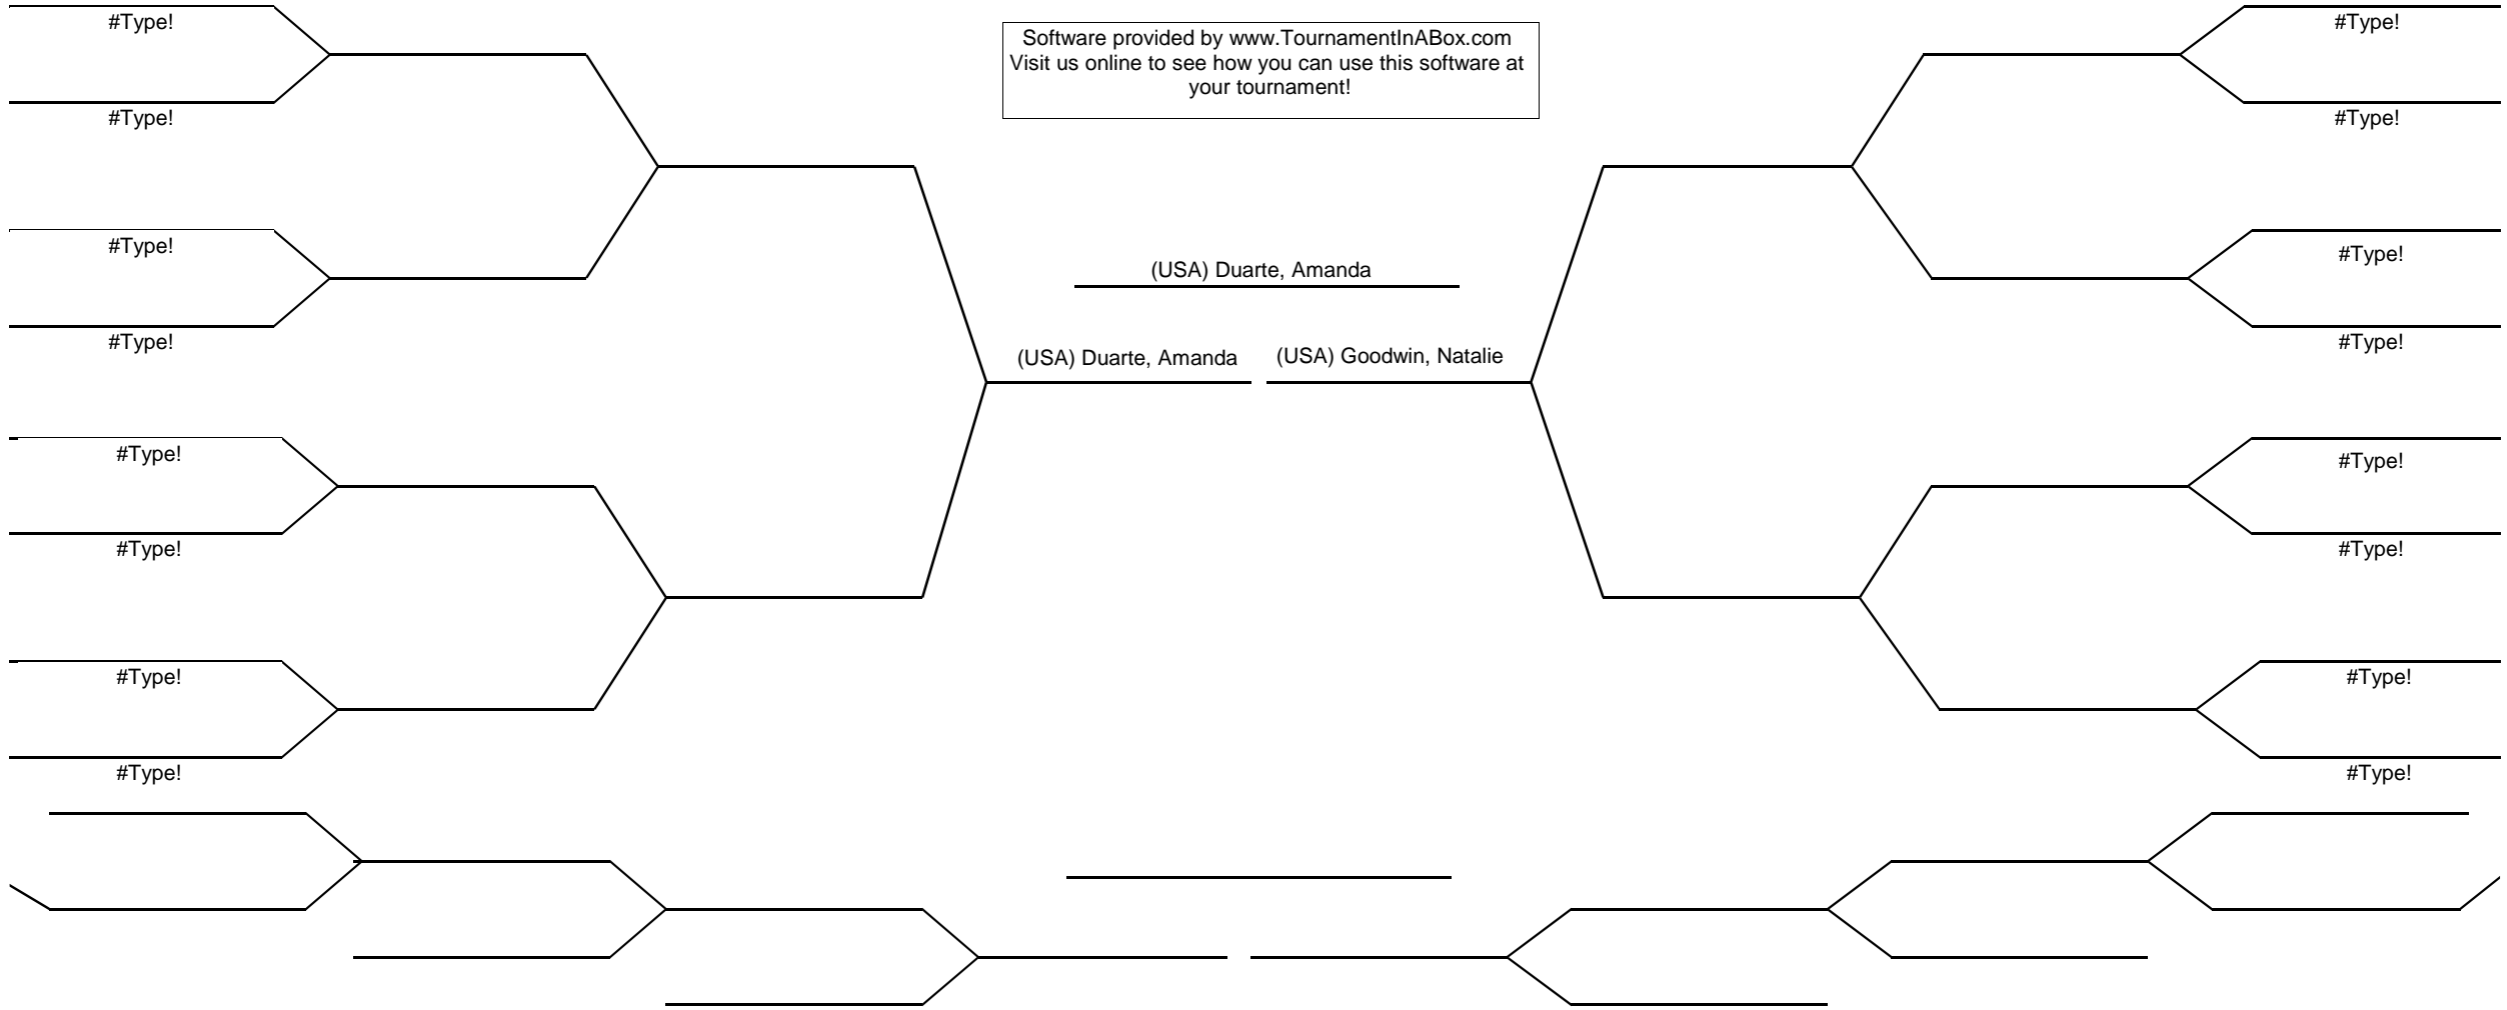 #Type!
#Type!
Software provided by www.TournamentInABox.com
Visit us online to see how you can use this software at
your tournament!
#Type!
#Type!
#Type!
#Type!
(USA) Duarte, Amanda
#Type!
#Type!
(USA) Duarte, Amanda
(USA) Goodwin, Natalie
#Type!
#Type!
#Type!
#Type!
#Type!
#Type!
#Type!
#Type!